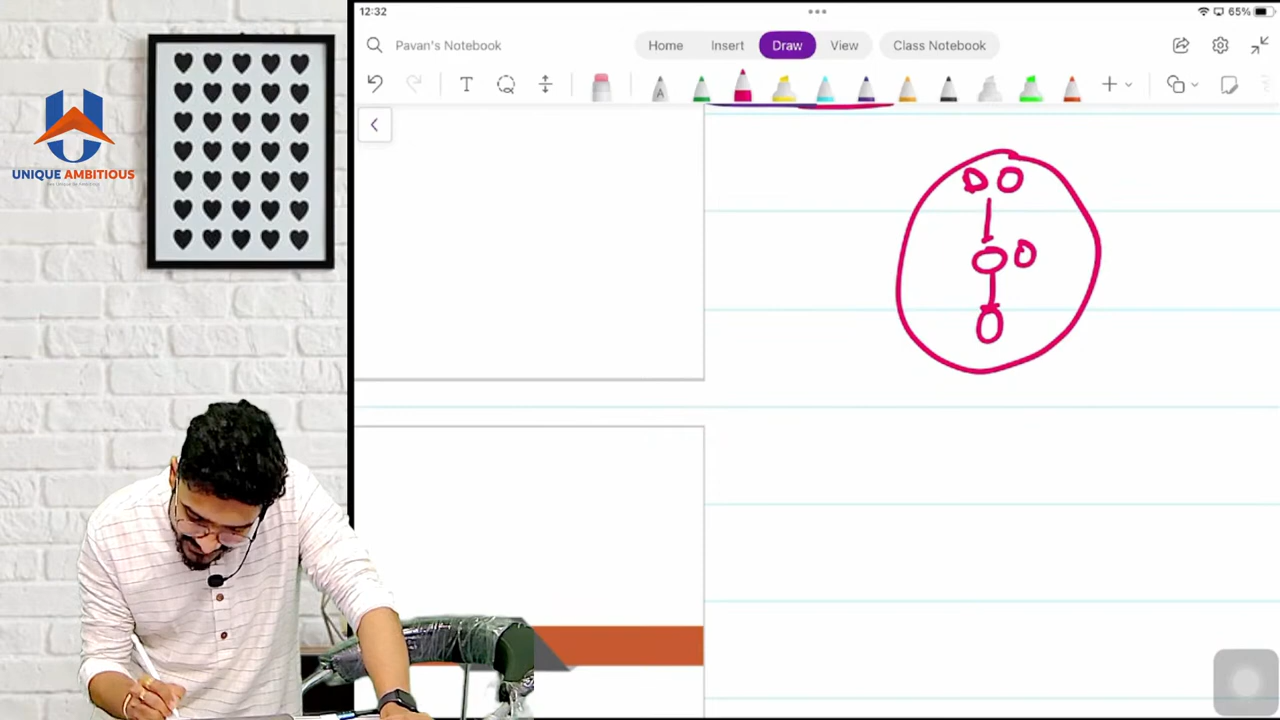 12:32
65%
Pavan's Notebook
Home Insert Draw View Class Notebook
T
A
UNIQUE AMBITIOUS
D O
O O
O